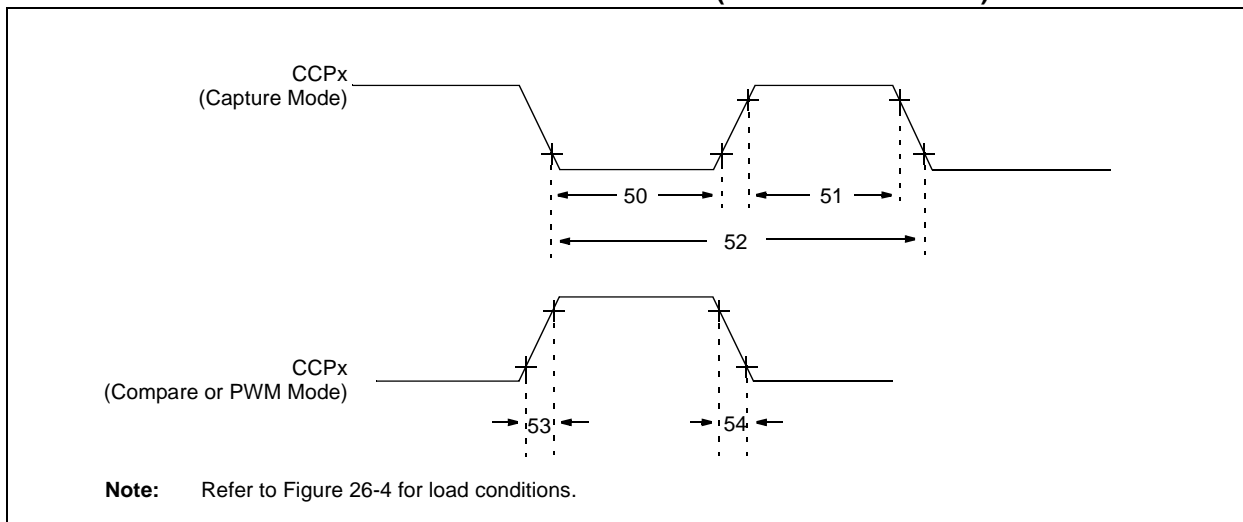 CCPx
(Capture Mode)
50
51
52
CCPx
(Compare or PWM Mode)
53
54
Note: Refer to Figure 26-4 for load conditions.